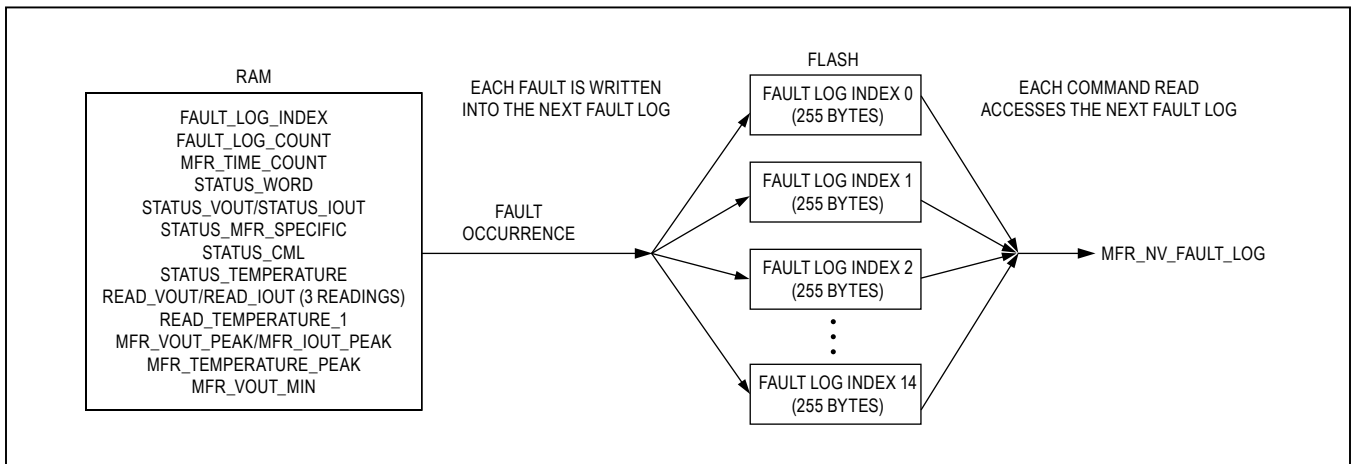 RAM
FAULT_LOG_INDEX
FAULT_LOG_COUNT
MFR_TIME_COUNT
STATUS_WORD
STATUS_VOUT/STATUS_IOUT
STATUS_MFR_SPECIFIC
STATUS_CML
STATUS_TEMPERATURE
READ_VOUT/READ_IOUT (3 READINGS)
READ_TEMPERATURE_1
MFR_VOUT_PEAK/MFR_IOUT_PEAK
MFR_TEMPERATURE_PEAK
MFR_VOUT_MIN
EACH FAULT IS WRITTEN
INTO THE NEXT FAULT LOG
FAULT
OCCURRENCE
FLASH
FAULT LOG INDEX 0
(255 BYTES)
FAULT LOG INDEX 1
(255 BYTES)
FAULT LOG INDEX 2
(255 BYTES)
FAULT LOG INDEX 14
(255 BYTES)
EACH COMMAND READ
ACCESSES THE NEXT FAULT LOG
MFR_NV_FAULT_LOG